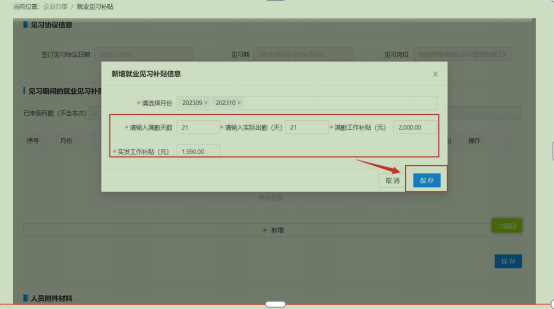 当前位置：企业办事 / 就业见习补贴
见习协议信息
签订见习协议日期
见习期
见习岗位
新增就业见习补贴信息
X
见习期间的就业见习补
* 请选择月份 202309 × 202310 ×
已申领月数（不含本次）
* 请输入满勤天数 21 * 请输入实际出勤（天） 21 * 满勤工作补贴（元） 2,000.00
序号 月份 操作
* 实发工作补贴（元） 1,990.00
取 消 保 存
暂无数据
+ 新增
保 存
人员附件材料